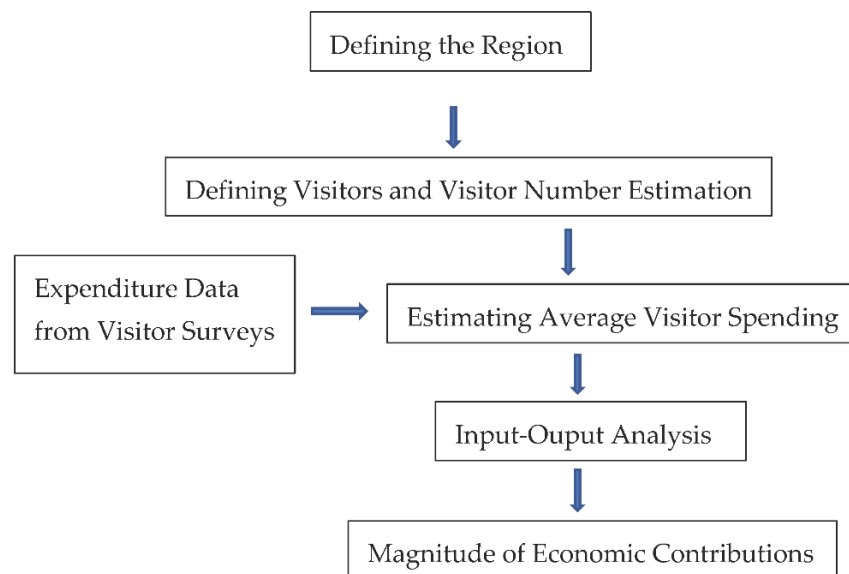 Defining the Region
Defining Visitors and Visitor Number Estimation
Expenditure Data
from Visitor Surveys
Estimating Average Visitor Spending
Input-Ouput Analysis
Magnitude of Economic Contributions